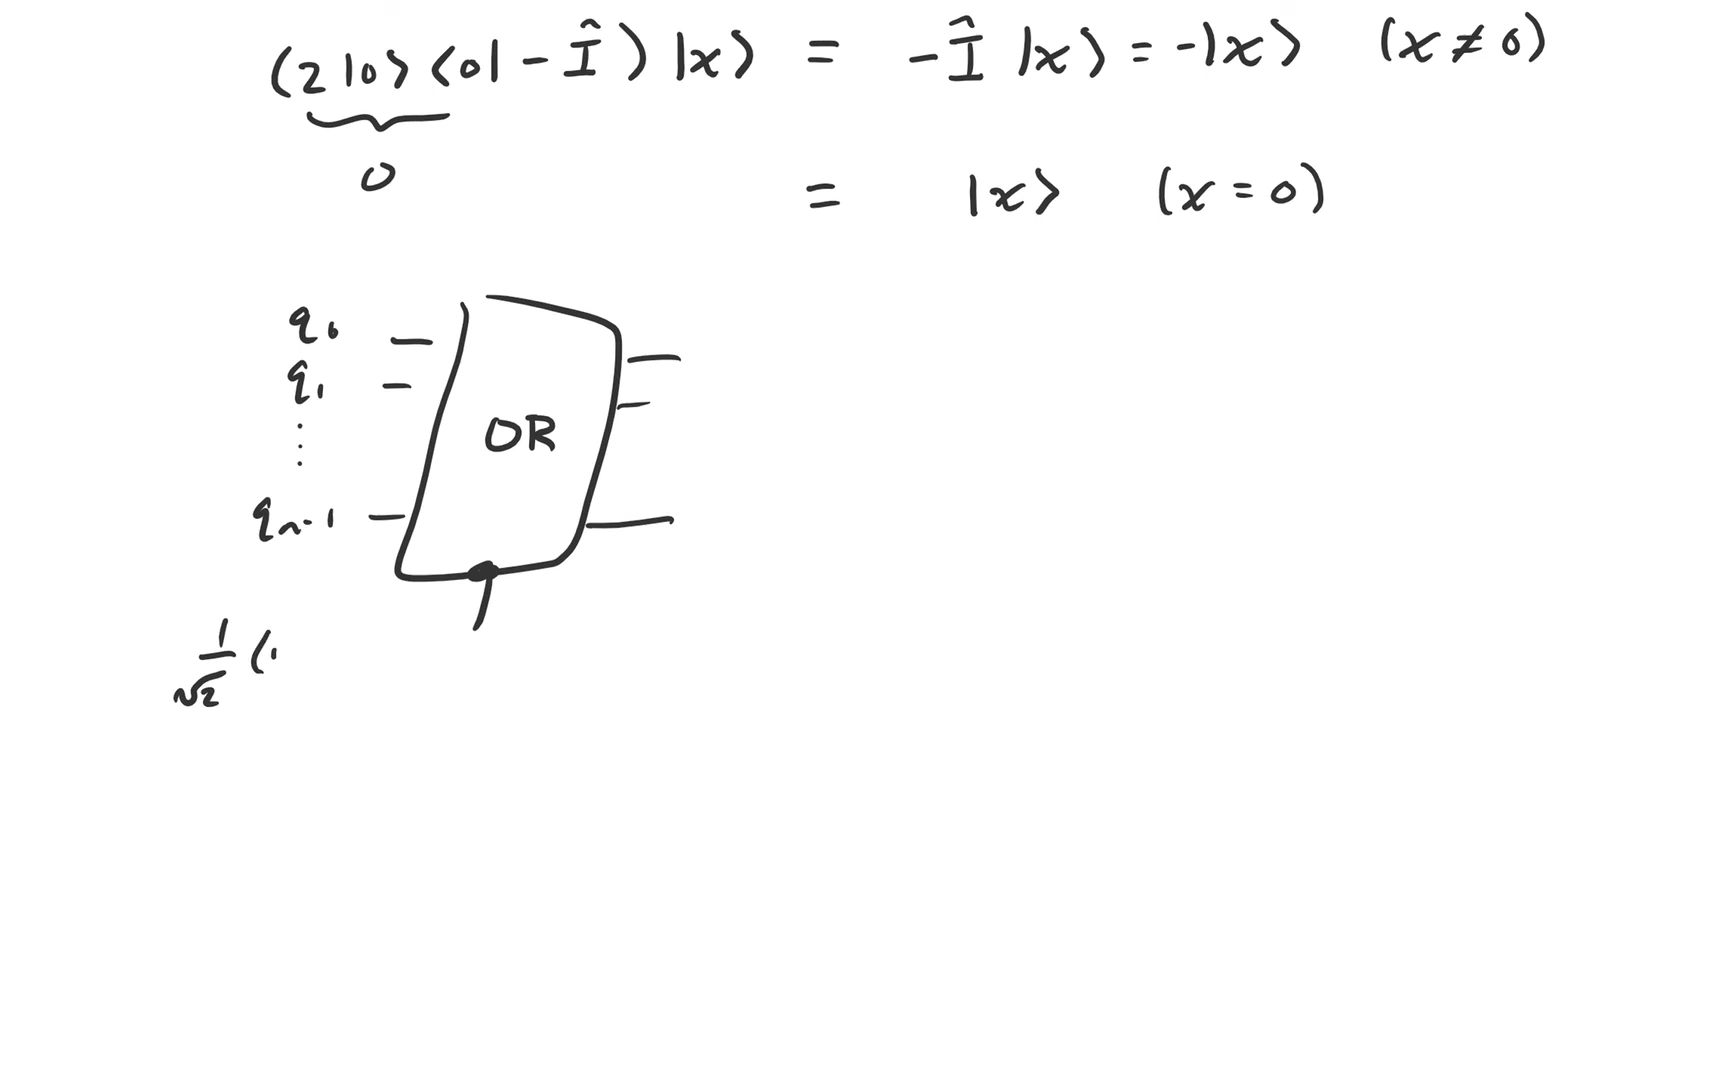 (2|0⟩⟨0| - Î)|x⟩ = -Î|x⟩ = -|x⟩ (x ≠ 0)
0
= |x⟩ (x = 0)
q₀
q₁
⋮
OR
qₙ₋₁
1/√2 (